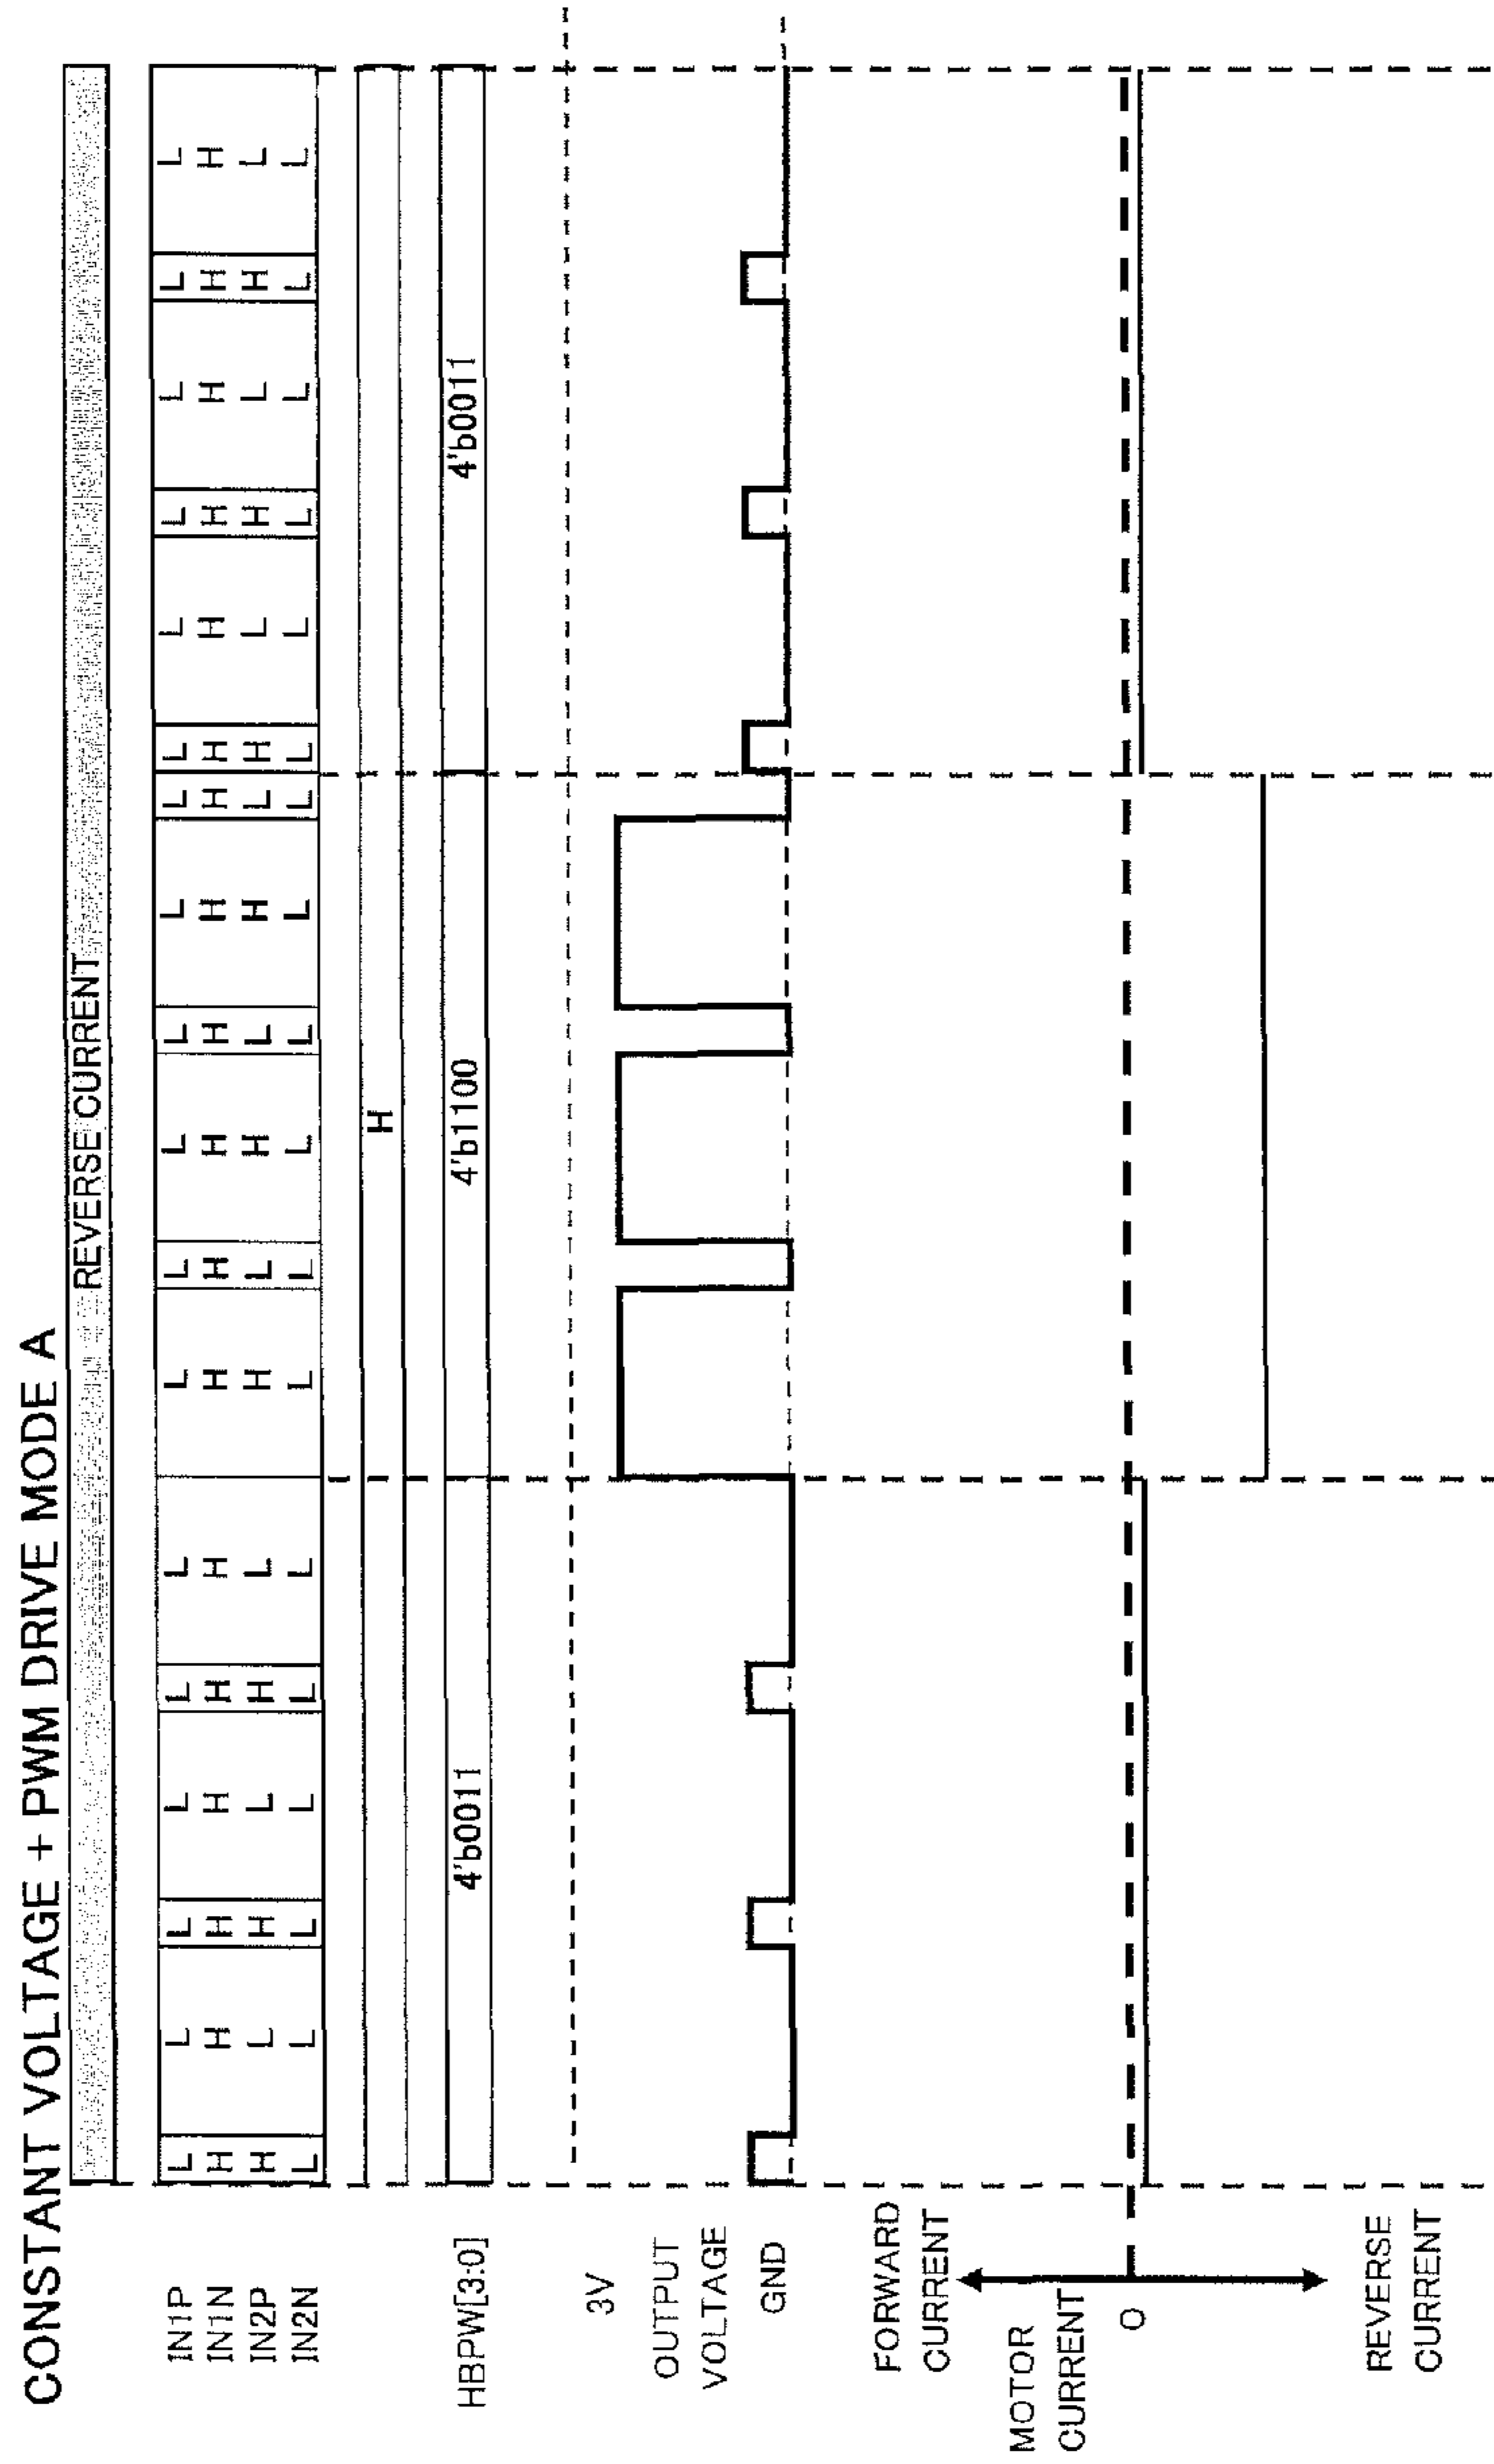 CONSTANT VOLTAGE + PWM DRIVE MODE A
REVERSE CURRENT
IN1P L L L L L L L L L L L L L L L L L L
IN1N H H H H H H H H H H H H H H H H H H
IN2P H L H L H L H L H L H L H L H L H L
IN2N L L L L L L L L L L L L L L L L L L
H
HBPW[3:0] 4'b0011 4'b1100 4'b0011
3V
OUTPUT
VOLTAGE
GND
FORWARD
CURRENT
MOTOR
CURRENT
0
REVERSE
CURRENT